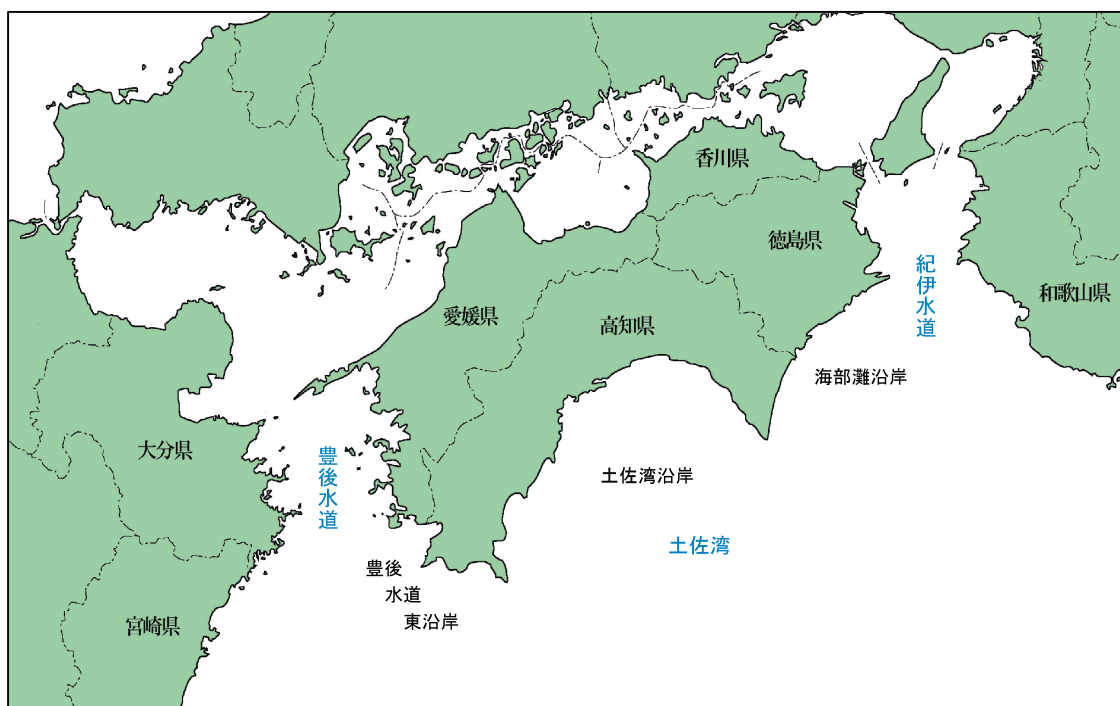 香川県
徳島県
紀伊水道
和歌山県
愛媛県
高知県
海部灘沿岸
大分県
豊後水道
土佐湾沿岸
土佐湾
豊後
水道
東沿岸
宮崎県